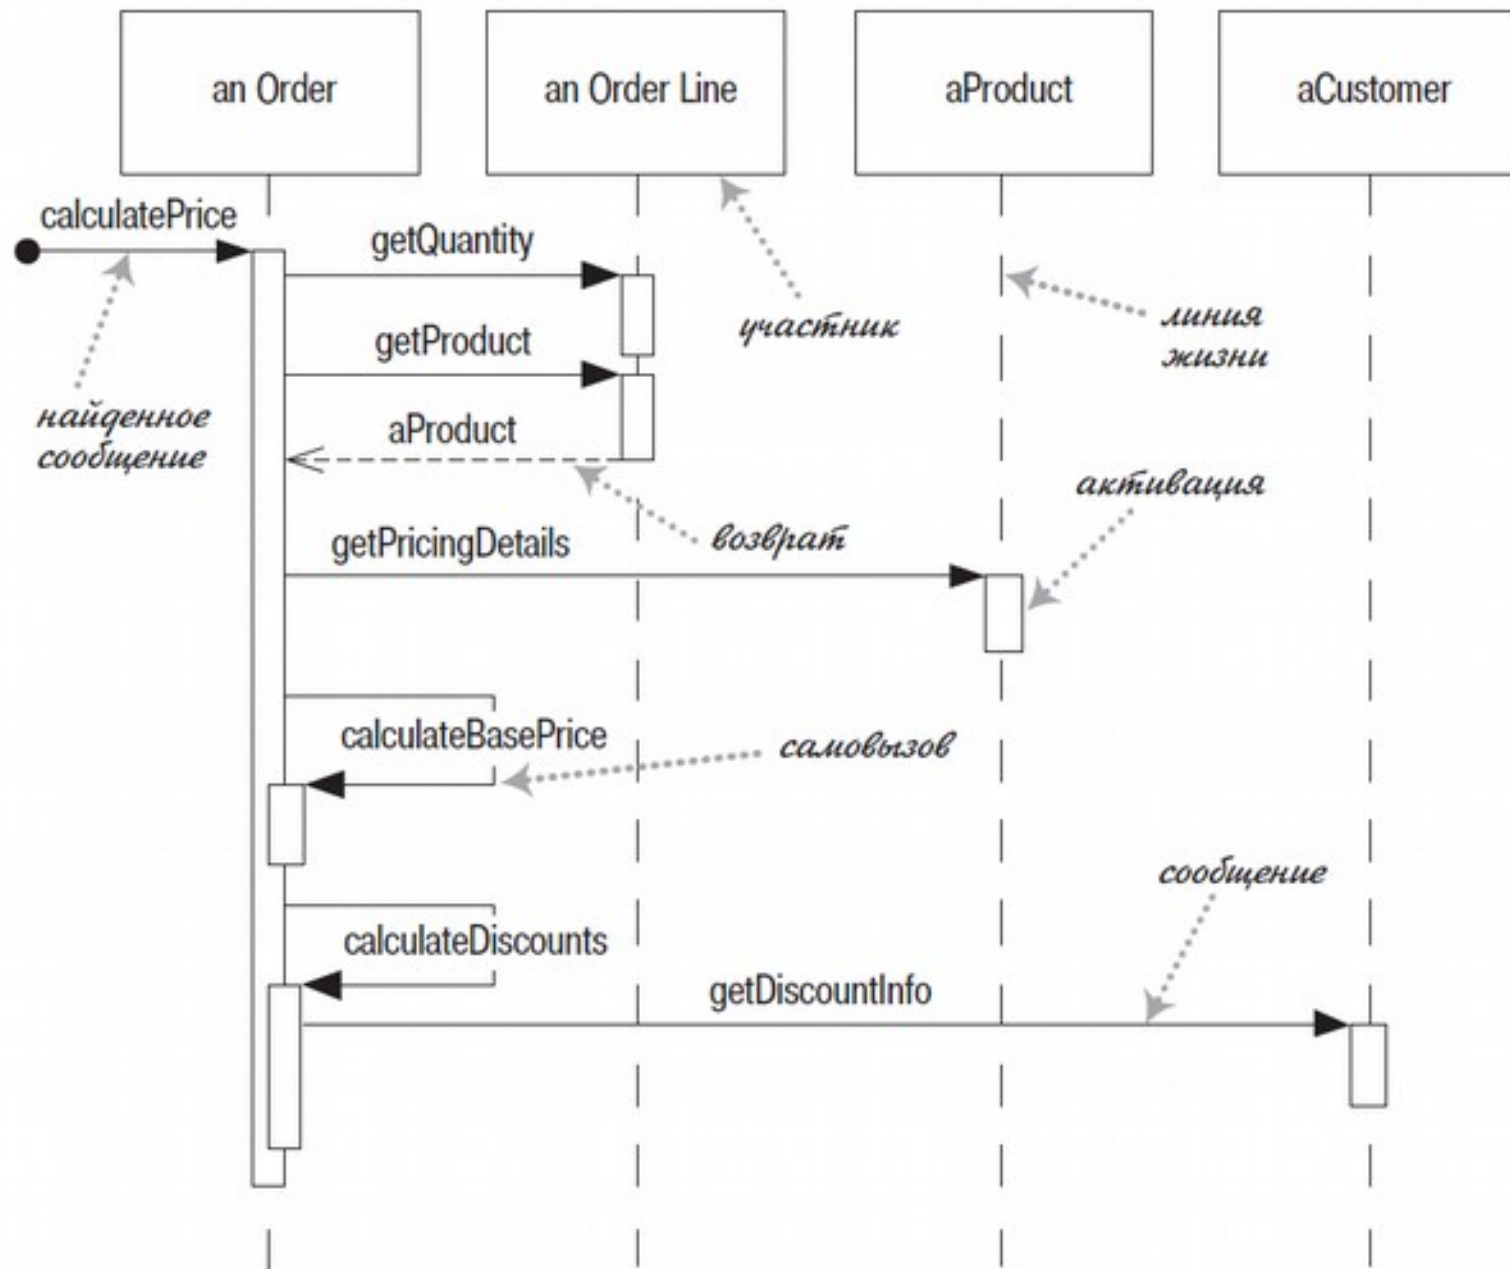 an Order
an Order Line
aProduct
aCustomer
calculatePrice
getQuantity
участник
линия
жизни
getProduct
найденное
сообщение
aProduct
активация
возврат
getPricingDetails
calculateBasePrice
самовызов
сообщение
calculateDiscounts
getDiscountInfo